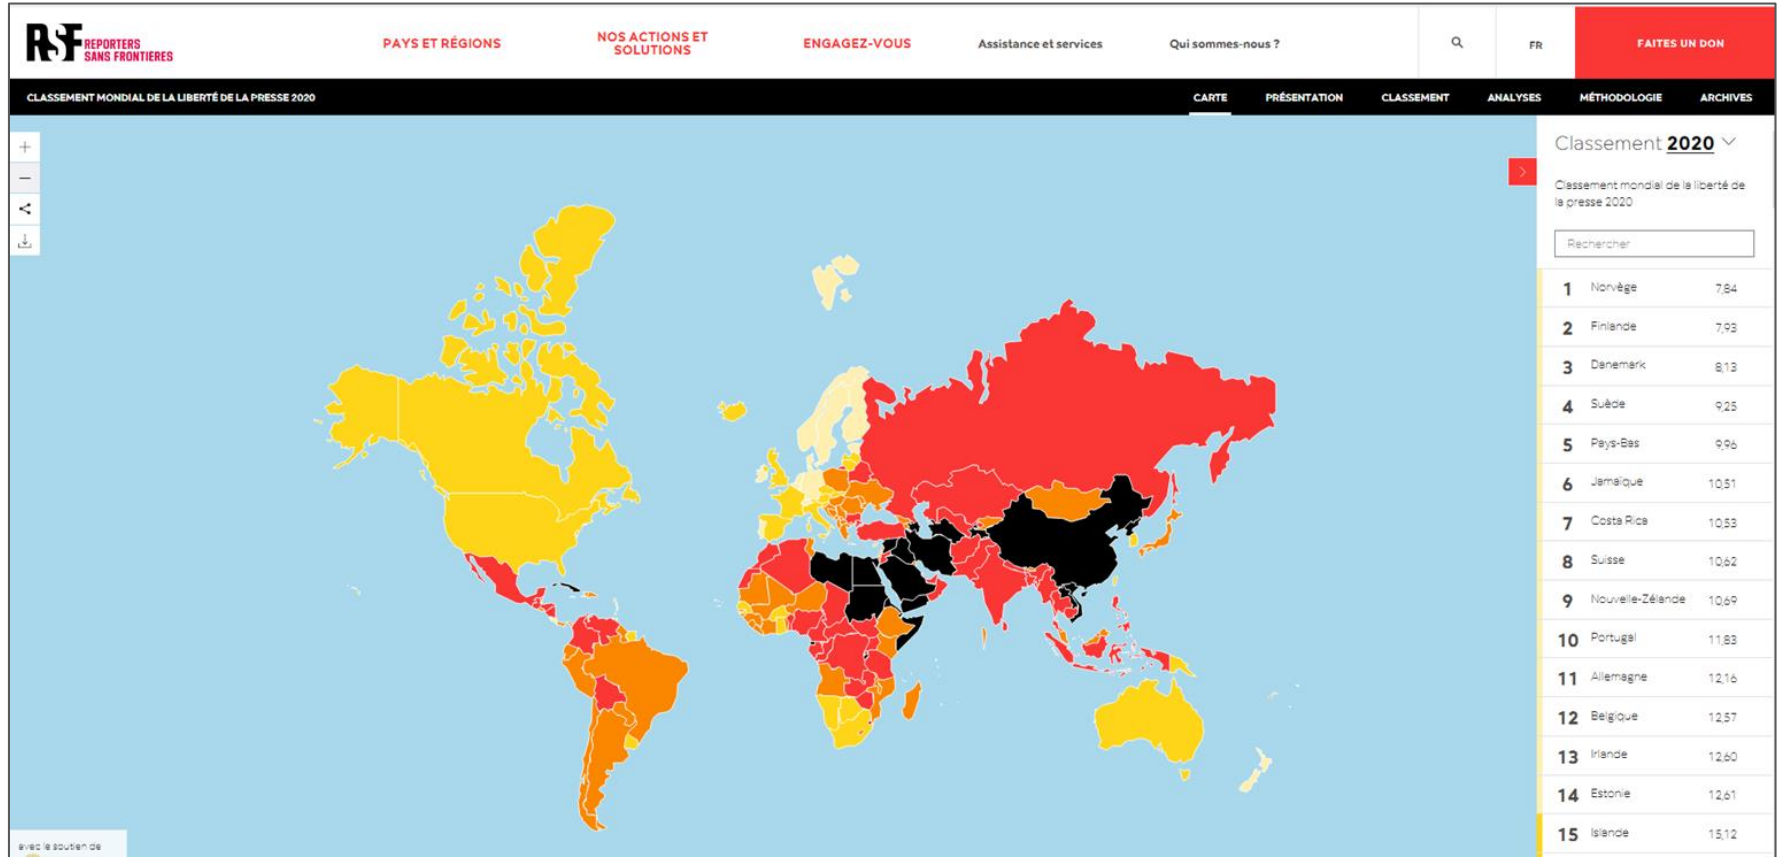 RSF REPORTERS
SANS FRONTIERES
PAYS ET RÉGIONS
NOS ACTIONS ET
SOLUTIONS
ENGAGEZ-VOUS
Assistance et services
Qui sommes-nous ?
FR
FAITES UN DON
CLASSEMENT MONDIAL DE LA LIBERTÉ DE LA PRESSE 2020
CARTE PRÉSENTATION CLASSEMENT ANALYSES MÉTHODOLOGIE ARCHIVES
Classement 2020
Classement mondial de la liberté de
la presse 2020
Rechercher
1 Norvège 7,84
2 Finlande 7,93
3 Danemark 8,13
4 Suède 9,25
5 Pays-Bas 9,96
6 Jamaïque 10,51
7 Costa Rica 10,53
8 Suisse 10,62
9 Nouvelle-Zélande 10,69
10 Portugal 11,83
11 Allemagne 12,16
12 Belgique 12,57
13 Irlande 12,60
14 Estonie 12,61
15 Islande 15,12
avec le soutien de